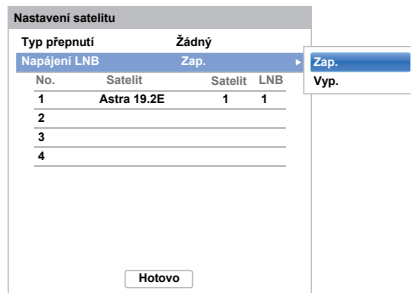 Nastavení satelitu
Typ přepnutí Žádný
Napájení LNB Zap.
Zap.
Vyp.
No. Satelit Satelit LNB
1 Astra 19.2E 1 1
2
3
4
Hotovo